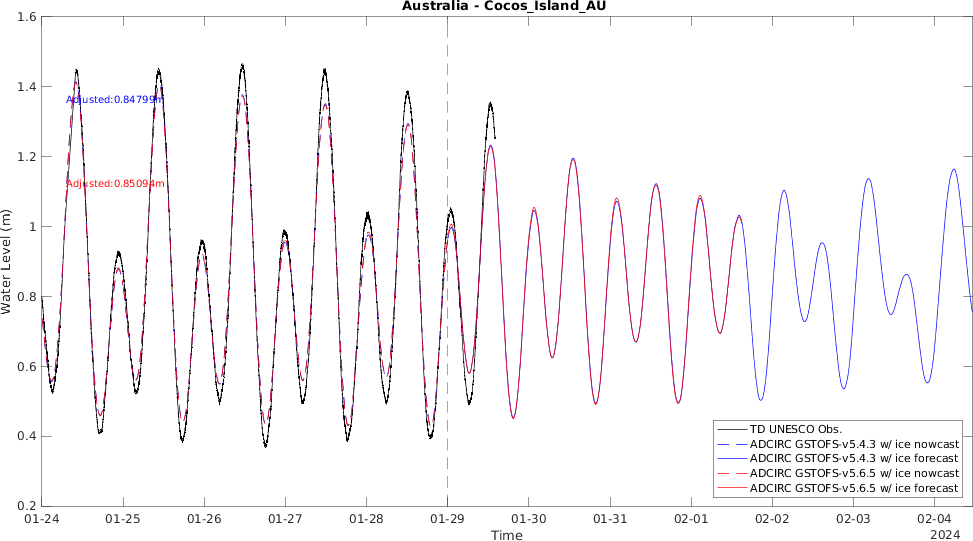 Australia - Cocos_Island_AU
Water Level (m)
1.6
1.4
1.2
1
0.8
0.6
0.4
0.2
Adjusted:0.84799m
Adjusted:0.85094m
TD UNESCO Obs.
ADCIRC GSTOFS-v5.4.3 w/ ice nowcast
ADCIRC GSTOFS-v5.4.3 w/ ice forecast
ADCIRC GSTOFS-v5.6.5 w/ ice nowcast
ADCIRC GSTOFS-v5.6.5 w/ ice forecast
01-24 01-25 01-26 01-27 01-28 01-29 01-30 01-31 02-01 02-02 02-03 02-04
Time
2024